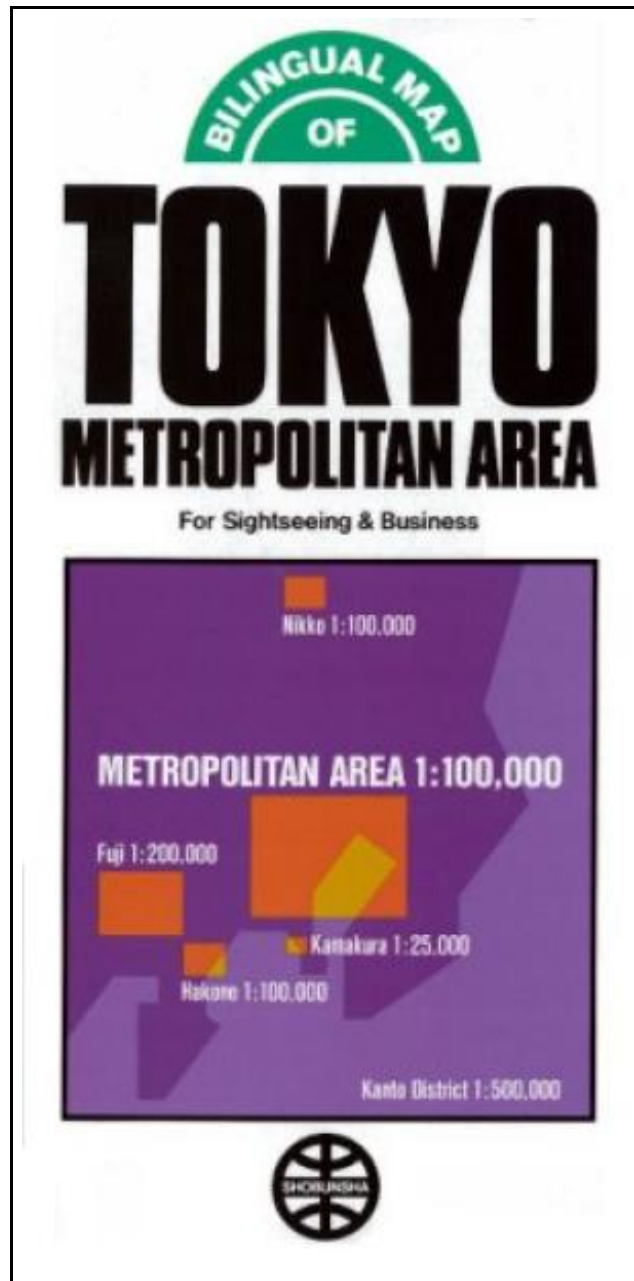 BILINGUAL MAP
OF
TOKYO
METROPOLITAN AREA
For Sightseeing & Business
Nikko 1:100,000
METROPOLITAN AREA 1:100,000
Fuji 1:200,000
Kamakura 1:25,000
Hakone 1:100,000
Kanto District 1:500,000
SHOBUNSHA